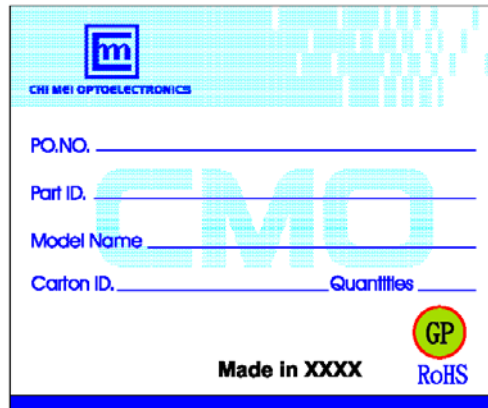 m
CHI MEI OPTOELECTRONICS
PO.NO.
Part ID.
CMO
Model Name
Carton ID. Quantities
GP
Made in XXXX RoHS